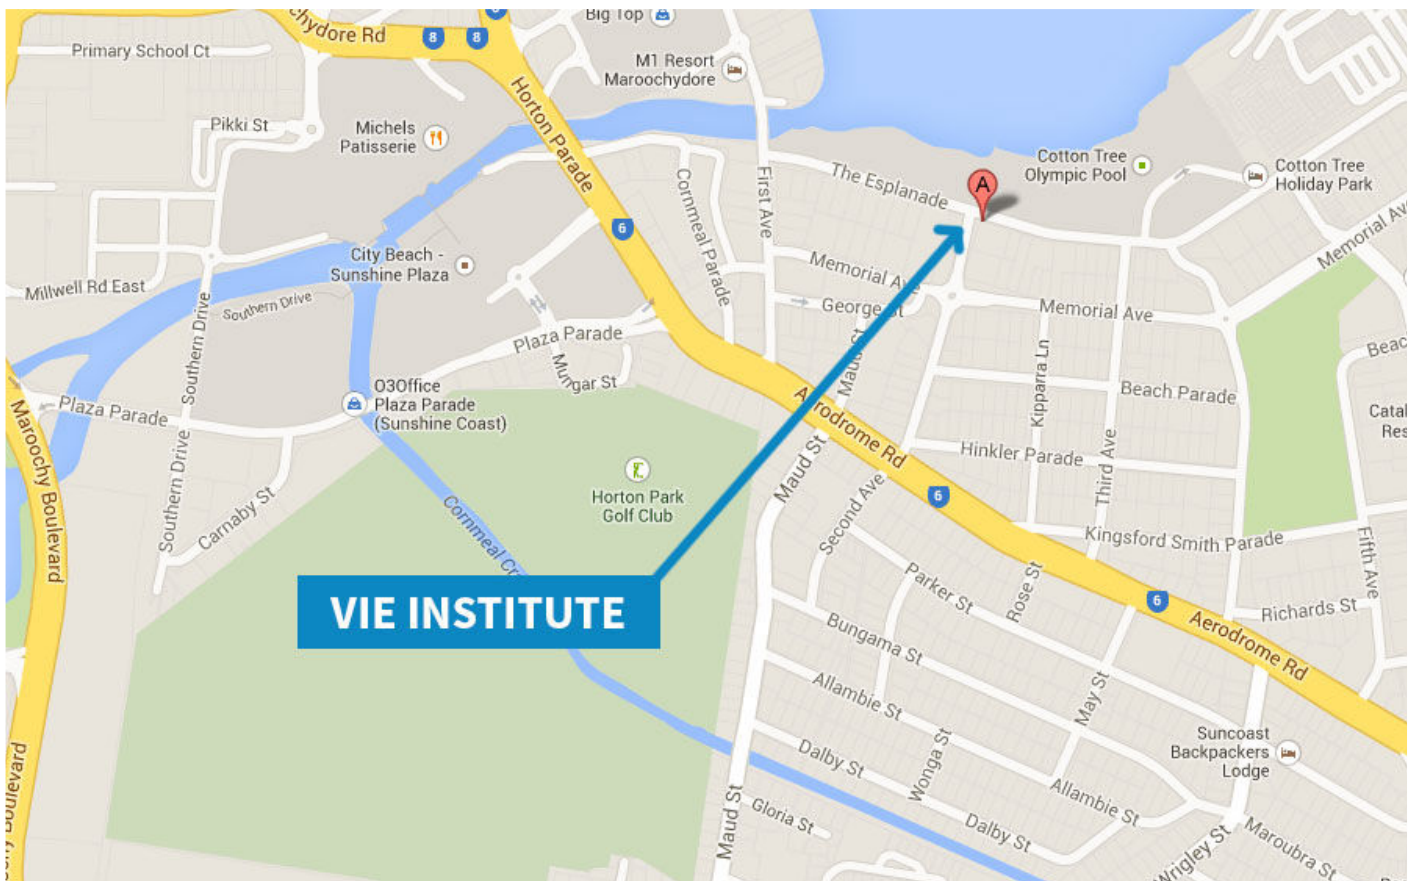 chydore Rd
8
8
6
Big Top
Primary School Ct
M1 Resort
Maroochydore
Horton Parade
Pikki St
Michels
Patisserie
Cotton Tree
Olympic Pool
Cotton Tree
Holiday Park
The Esplanade
A
First Ave
Cornmeal Parade
6
City Beach -
Sunshine Plaza
Memorial Ave
Memorial Ave
Millwell Rd East
Southern Drive
Southern Drive
George St
Memorial Ave
Plaza Parade
Mungar St
Maud St
Kipparra Ln
Beac
O3Office
Plaza Parade
(Sunshine Coast)
Plaza Parade
Beach Parade
Aerodrome Rd
Catal
Res
Maroochy Boulevard
Southern Drive
Carnaby St
Horton Park
Golf Club
Maud St
Hinkler Parade
Third Ave
6
Second Ave
Cornmeal Cr
Kingsford Smith Parade
Fifth Ave
VIE INSTITUTE
Parker St
Rose St
6
Richards St
Aerodrome Rd
Bungama St
Allambie St
May St
Suncoast
Backpackers
Lodge
Dalby St
Wonga St
Allambie St
Maud St
Gloria St
Dalby St
Wrigley St
Maroubra St
Boulevard